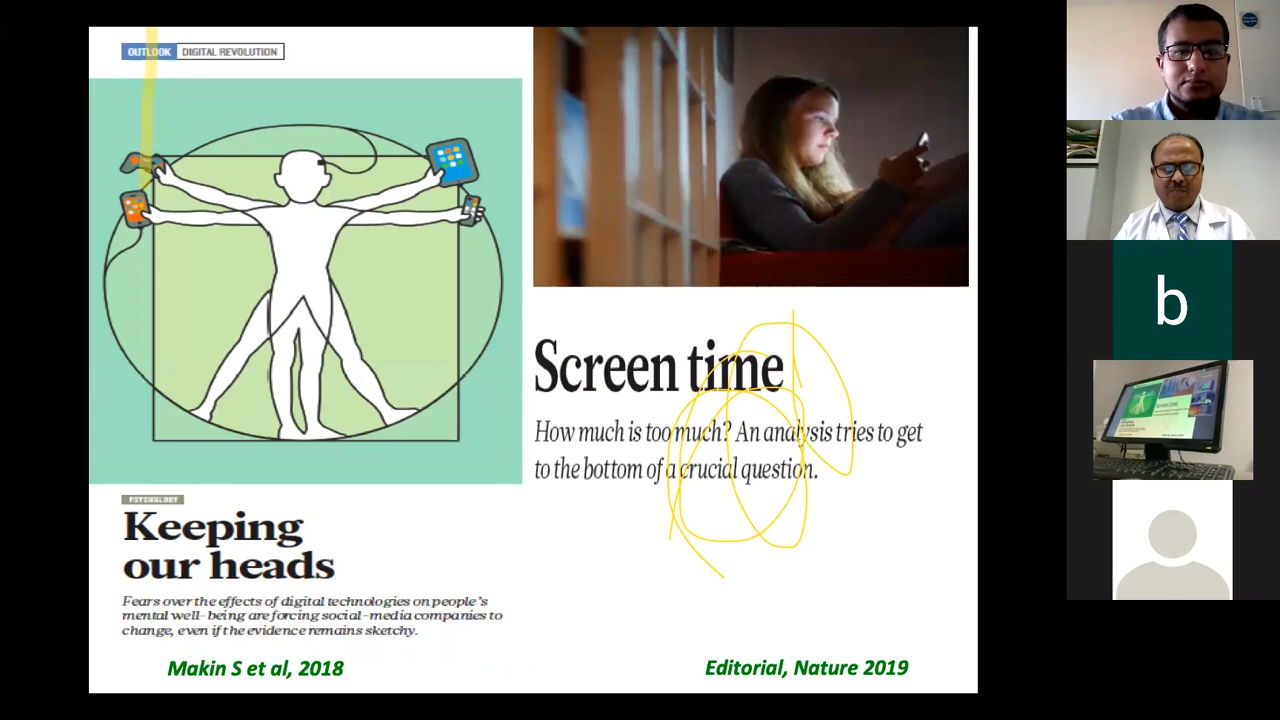 OUTLOOK DIGITAL REVOLUTION
Screen time
How much is too much? An analysis tries to get
to the bottom of a crucial question.
PSYCHOLOGY
Keeping
our heads
Fears over the effects of digital technologies on people's
mental well-being are forcing social-media companies to
change, even if the evidence remains sketchy.
Makin S et al, 2018
Editorial, Nature 2019
b